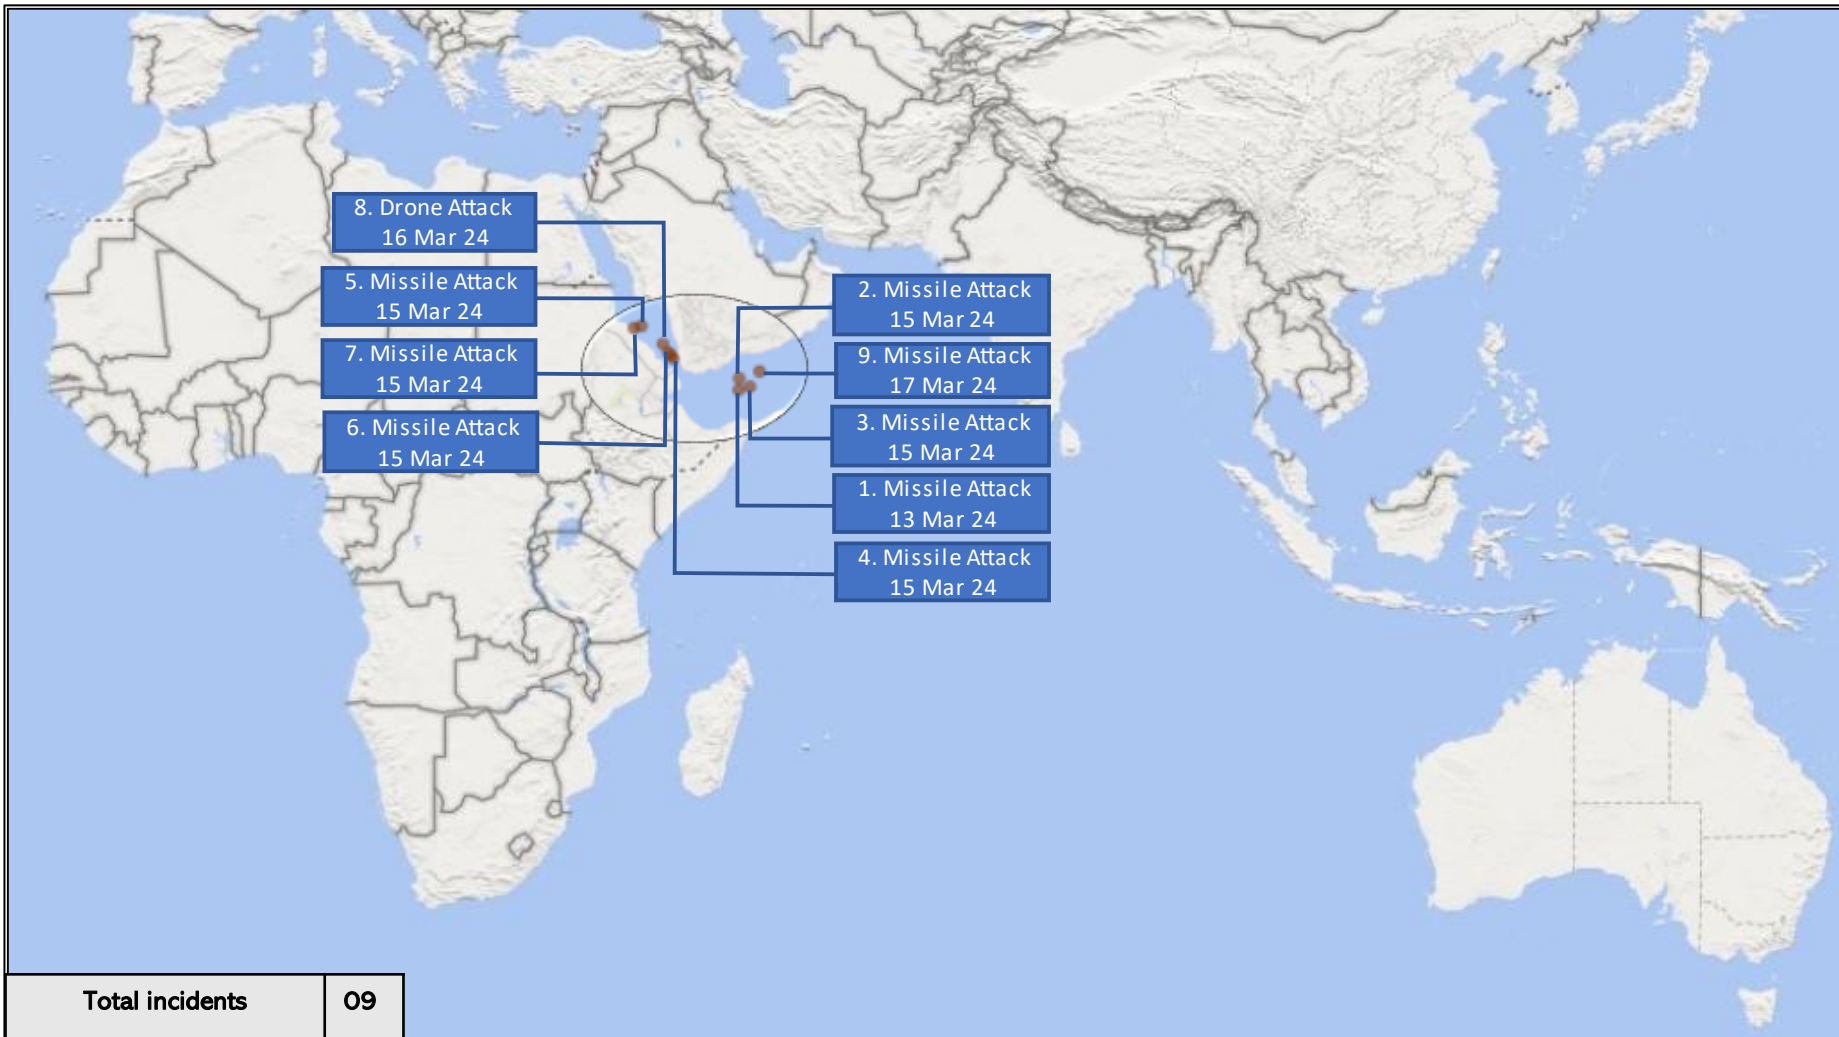 8. Drone Attack
16 Mar 24
5. Missile Attack
15 Mar 24
7. Missile Attack
15 Mar 24
6. Missile Attack
15 Mar 24
2. Missile Attack
15 Mar 24
9. Missile Attack
17 Mar 24
3. Missile Attack
15 Mar 24
1. Missile Attack
13 Mar 24
4. Missile Attack
15 Mar 24
Total incidents 09